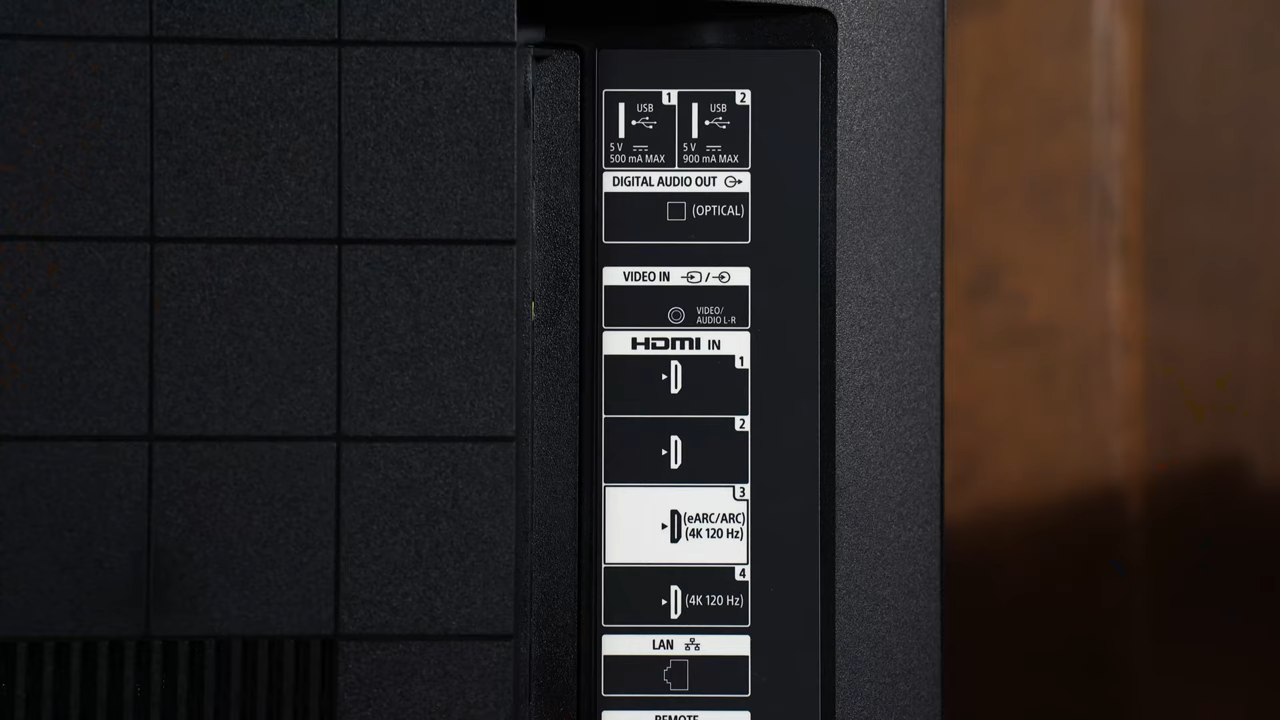 1 2
USB USB
5 V 5 V
500 mA MAX 900 mA MAX
DIGITAL AUDIO OUT
(OPTICAL)
VIDEO IN /
VIDEO/
AUDIO L-R
HDMI IN
1
2
3
(eARC/ARC)
(4K 120 Hz)
4
(4K 120 Hz)
LAN
REMOTE